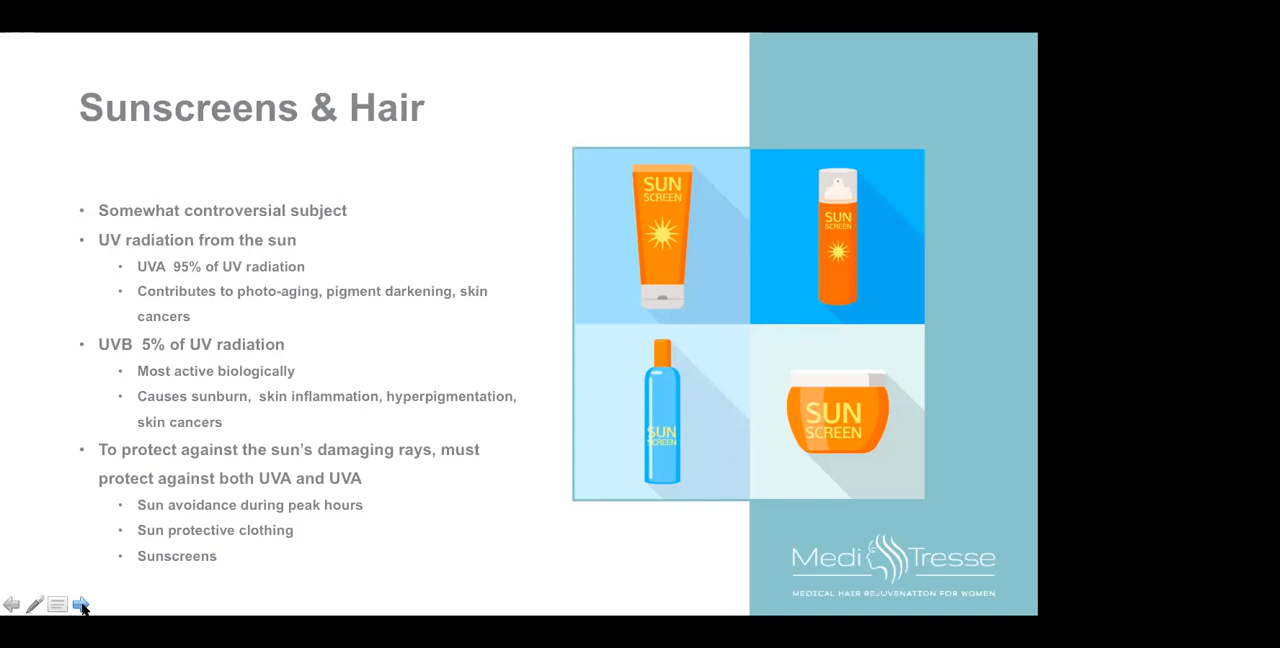 Sunscreens & Hair
• Somewhat controversial subject
• UV radiation from the sun
• UVA 95% of UV radiation
• Contributes to photo-aging, pigment darkening, skin
cancers
• UVB 5% of UV radiation
• Most active biologically
• Causes sunburn, skin inflammation, hyperpigmentation,
skin cancers
• To protect against the sun’s damaging rays, must
protect against both UVA and UVA
• Sun avoidance during peak hours
• Sun protective clothing
• Sunscreens
SUN
SCREEN
SUN
SCREEN
SUN
SCREEN
SUN
SCREEN
Medi Tresse
MEDICAL HAIR REJUVENATION FOR WOMEN